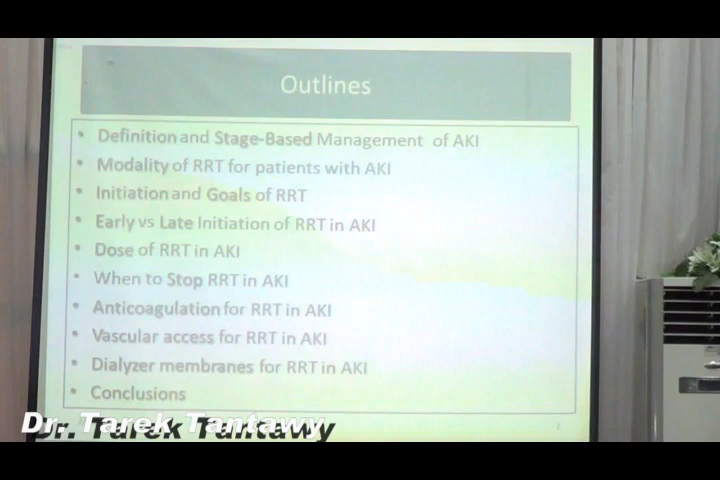 Outlines
• Definition and Stage-Based Management of AKI
• Modality of RRT for patients with AKI
• Initiation and Goals of RRT
• Early vs Late Initiation of RRT in AKI
• Dose of RRT in AKI
• When to Stop RRT in AKI
• Anticoagulation for RRT in AKI
• Vascular access for RRT in AKI
• Dialyzer membranes for RRT in AKI
• Conclusions
Dr. Tarek Tantawy
2